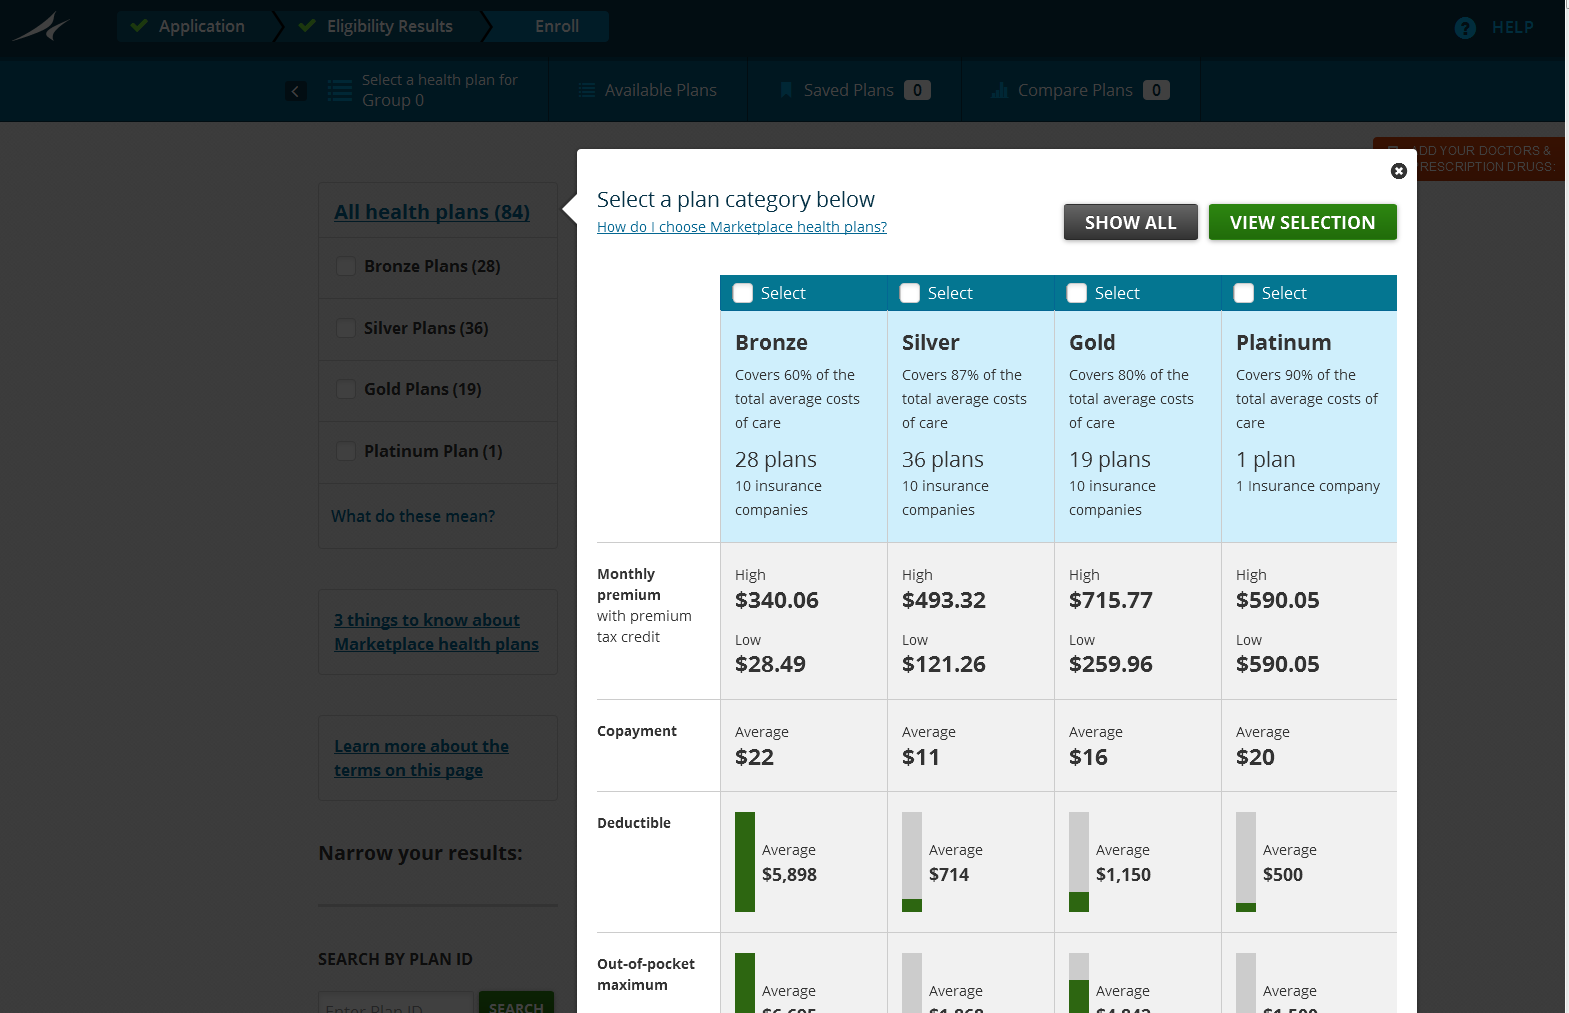 Application
Eligibility Results
Enroll
HELP
Select a health plan for
Group 0
Available Plans
Saved Plans 0
Compare Plans 0
DD YOUR DOCTORS &
RESCRIPTION DRUGS:
All health plans (84)
Bronze Plans (28)
Silver Plans (36)
Gold Plans (19)
Platinum Plan (1)
What do these mean?
3 things to know about
Marketplace health plans
Learn more about the
terms on this page
Narrow your results:
SEARCH BY PLAN ID
Enter Plan ID
SEARCH
Select a plan category below
How do I choose Marketplace health plans?
SHOW ALL
VIEW SELECTION
Select
Select
Select
Select
Bronze
Covers 60% of the
total average costs
of care
28 plans
10 insurance
companies
Silver
Covers 87% of the
total average costs
of care
36 plans
10 insurance
companies
Gold
Covers 80% of the
total average costs
of care
19 plans
10 insurance
companies
Platinum
Covers 90% of the
total average costs of
care
1 plan
1 Insurance company
Monthly
premium
with premium
tax credit
High
$340.06
Low
$28.49
High
$493.32
Low
$121.26
High
$715.77
Low
$259.96
High
$590.05
Low
$590.05
Copayment
Average
$22
Average
$11
Average
$16
Average
$20
Deductible
Average
$5,898
Average
$714
Average
$1,150
Average
$500
Out-of-pocket
maximum
Average
Average
Average
Average